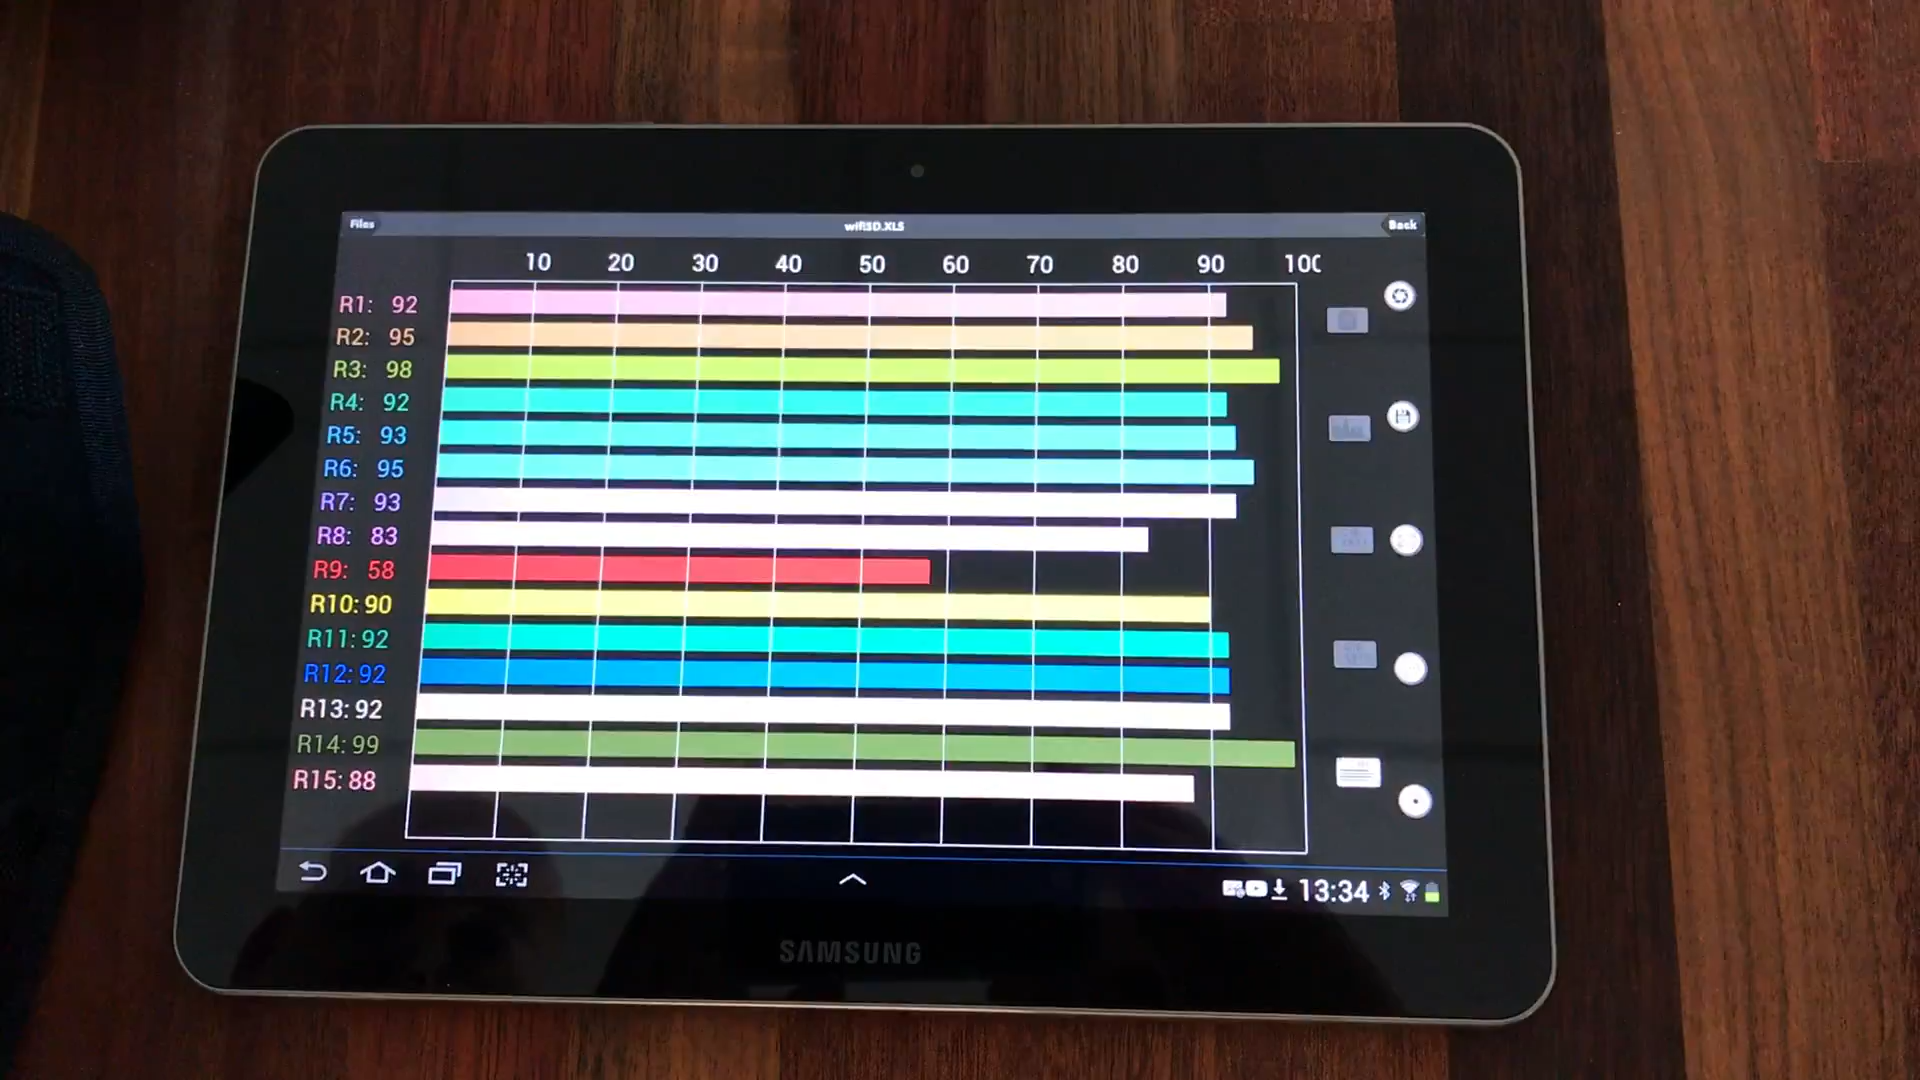 Files wifiSD.XLS Back
10 20 30 40 50 60 70 80 90 100
R1: 92
R2: 95
R3: 98
R4: 92
R5: 93
R6: 95
R7: 93
R8: 83
R9: 58
R10: 90
R11: 92
R12: 92
R13: 92
R14: 99
R15: 88
13:34
SAMSUNG